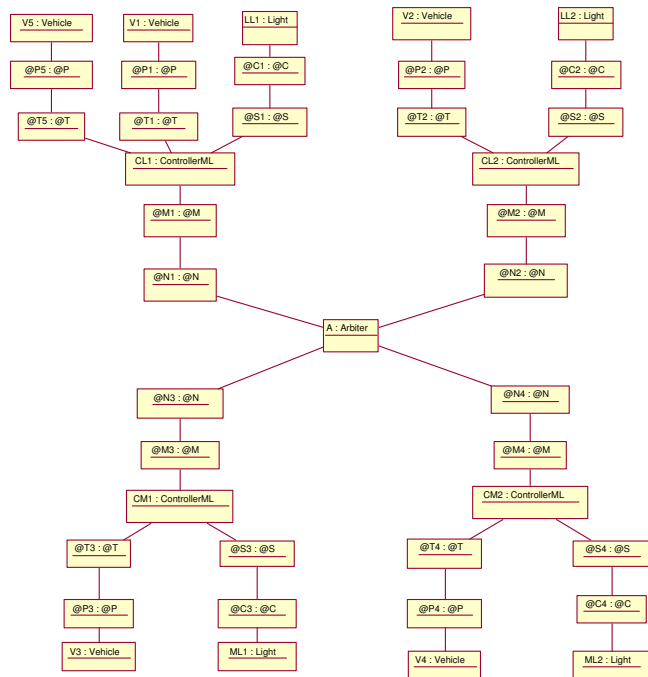 V5 : Vehicle
V1 : Vehicle
LL1 : Light
V2 : Vehicle
LL2 : Light
@P5 : @P
@P1 : @P
@C1 : @C
@P2 : @P
@C2 : @C
@T5 : @T
@T1 : @T
@S1 : @S
@T2 : @T
@S2 : @S
CL1 : ControllerML
CL2 : ControllerML
@M1 : @M
@M2 : @M
@N1 : @N
@N2 : @N
A : Arbiter
@N3 : @N
@N4 : @N
@M3 : @M
@M4 : @M
CM1 : ControllerML
CM2 : ControllerML
@T3 : @T
@S3 : @S
@T4 : @T
@S4 : @S
@P3 : @P
@C3 : @C
@P4 : @P
@C4 : @C
V3 : Vehicle
ML1 : Light
V4 : Vehicle
ML2 : Light